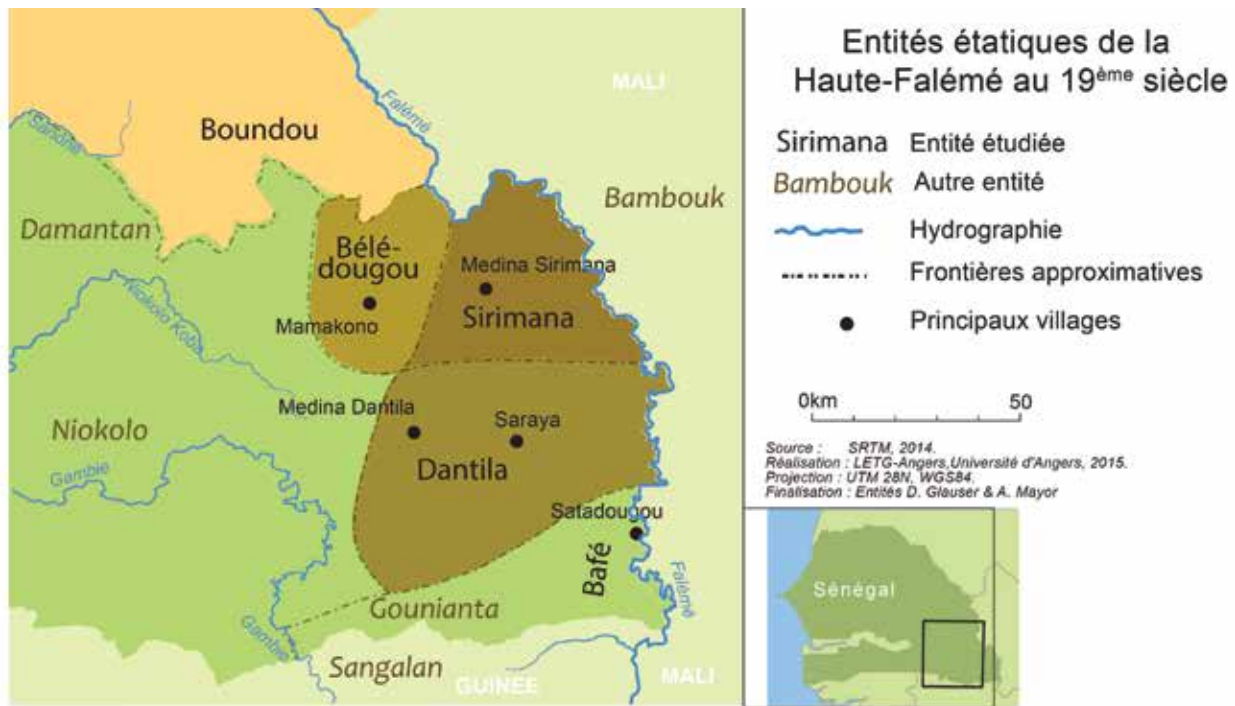 Entités étatiques de la
Haute-Falémé au 19ème siècle
Sirimana Entité étudiée
Bambouk Autre entité
Hydrographie
Frontières approximatives
Principaux villages
0km 50
Source : SRTM, 2014.
Réalisation : LETG-Angers,Université d'Angers, 2015.
Projection : UTM 28N, WGS84.
Finalisation : Entités D. Glauser & A. Mayor
Sénégal
MALI
Falémé
Boundou
Bambouk
Damantan
Bélé-
dougou
Medina Sirimana
Niokolo Koba
Mamakono
Sirimana
Medina Dantila
Saraya
Niokolo
Gambie
Dantila
Satadougou
Bafé
Falémé
Gounianta
Gambie
Sangalan
GUINÉE
MALI